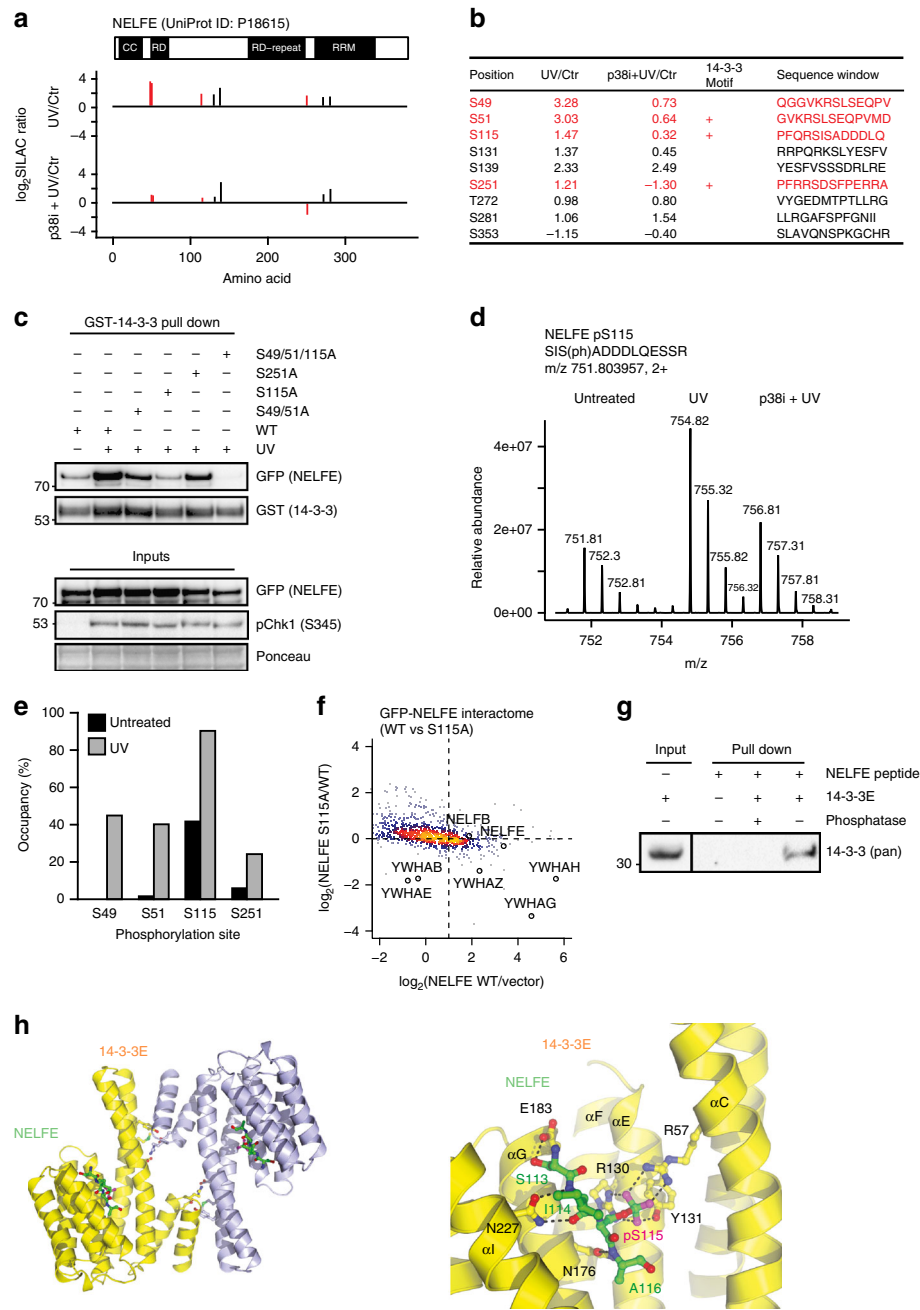 a
NELFE (UniProt ID: P18615)
CC RD RD–repeat RRM
log2SILAC ratio
UV/Ctr
4
0
−4
p38i + UV/Ctr
4
0
−4
0 100 200 300
Amino acid
b
Position UV/Ctr p38i+UV/Ctr 14-3-3 Motif Sequence window
S49 3.28 0.73 QGGVKRSLSEQPV
S51 3.03 0.64 + GVKRSLSEQPVMD
S115 1.47 0.32 + PFQRSISADDDLQ
S131 1.37 0.45 RRPQRKSLYESFV
S139 2.33 2.49 YESFVSSSDRLRE
S251 1.21 −1.30 + PFRRSDSFPERRA
T272 0.98 0.80 VYGEDMTPTLLRG
S281 1.06 1.54 LLRGAFSPFGNII
S353 −1.15 −0.40 SLAVQNSPKGCHR
c
GST-14-3-3 pull down
− − − − − + S49/51/115A
− − − − + − S251A
− − − + − − S115A
− − + − − − S49/51A
+ + − − − − WT
− + + + + + UV
70 GFP (NELFE)
53 GST (14-3-3)
Inputs
70 GFP (NELFE)
53 pChk1 (S345)
Ponceau
d
NELFE pS115
SIS(ph)ADDDLQESSR
m/z 751.803957, 2+
Untreated UV p38i + UV
Relative abundance
4e+07
2e+07
0e+00
751.81
752.3
752.81
754.82
755.32
755.82
756.32
756.81
757.31
757.81
758.31
752 754 756 758
m/z
e
Untreated
UV
Occupancy (%)
100
80
60
40
20
0
S49 S51 S115 S251
Phosphorylation site
f
GFP-NELFE interactome
(WT vs S115A)
log2(NELFE S115A/WT)
4
2
0
−2
−4
NELFB
NELFE
YWHAB
YWHAE
YWHAZ
YWHAH
YWHAG
−2 0 2 4 6
log2(NELFE WT/vector)
g
Input Pull down
− + + + NELFE peptide
+ − + + 14-3-3E
+ − Phosphatase
30 14-3-3 (pan)
h
14-3-3E
NELFE
14-3-3E
NELFE
E183
αF
αE
αC
R57
αG
R130
S113
I114
N227
Y131
pS115
αI
N176
A116